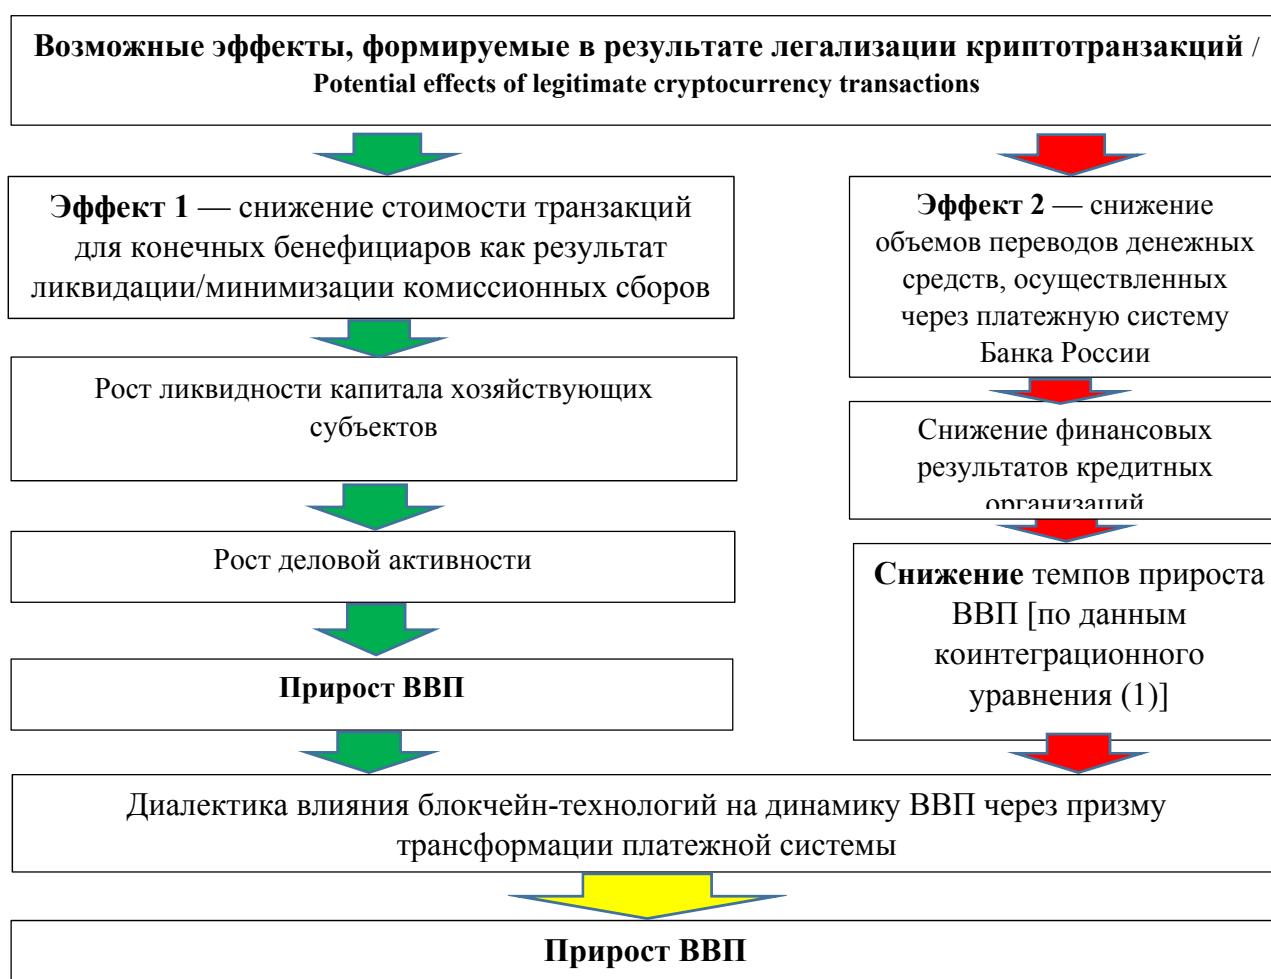 Возможные эффекты, формируемые в результате легализации криптотранзакций /
Potential effects of legitimate cryptocurrency transactions
Эффект 1 — снижение стоимости транзакций
для конечных бенефициаров как результат
ликвидации/минимизации комиссионных сборов
Рост ликвидности капитала хозяйствующих
субъектов
Рост деловой активности
Прирост ВВП
Эффект 2 — снижение
объемов переводов денежных
средств, осуществленных
через платежную систему
Банка России
Снижение финансовых
результатов кредитных
организаций
Снижение темпов прироста
ВВП [по данным
коинтеграционного
уравнения (1)]
Диалектика влияния блокчейн-технологий на динамику ВВП через призму
трансформации платежной системы
Прирост ВВП